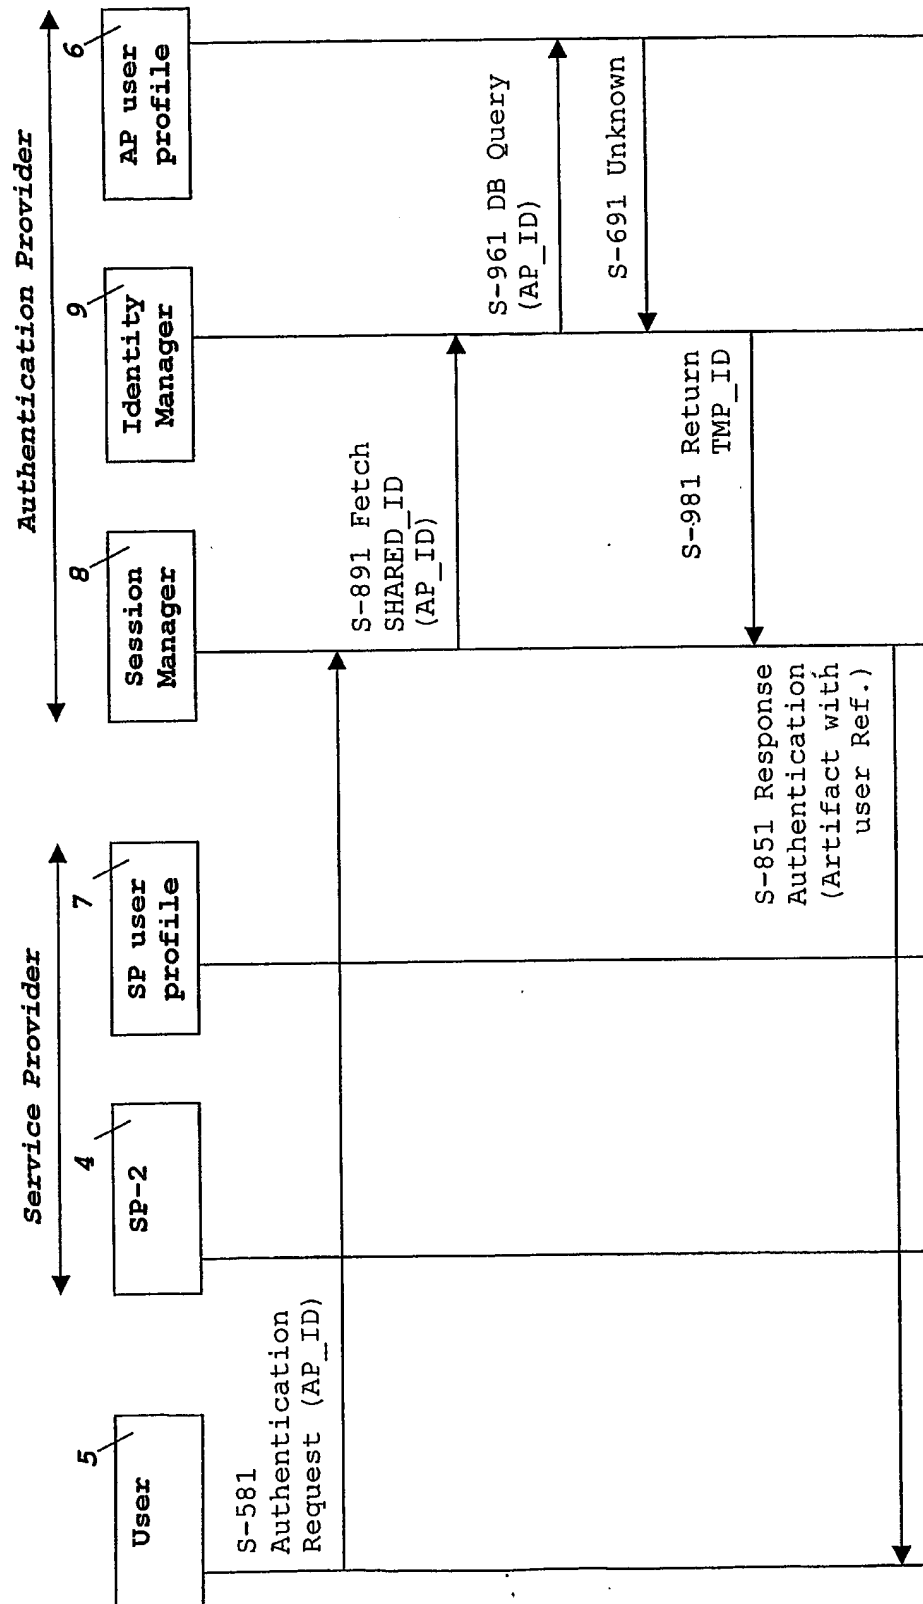 Service Provider
Authentication Provider
5
4
7
8
9
6
User
SP-2
SP user
profile
Session
Manager
Identity
Manager
AP user
profile
S-581
Authentication
Request (AP_ID)
S-891 Fetch
SHARED_ID
(AP_ID)
S-961 DB Query
(AP_ID)
S-691 Unknown
S-981 Return
TMP_ID
S-851 Response
Authentication
(Artifact with
user Ref.)